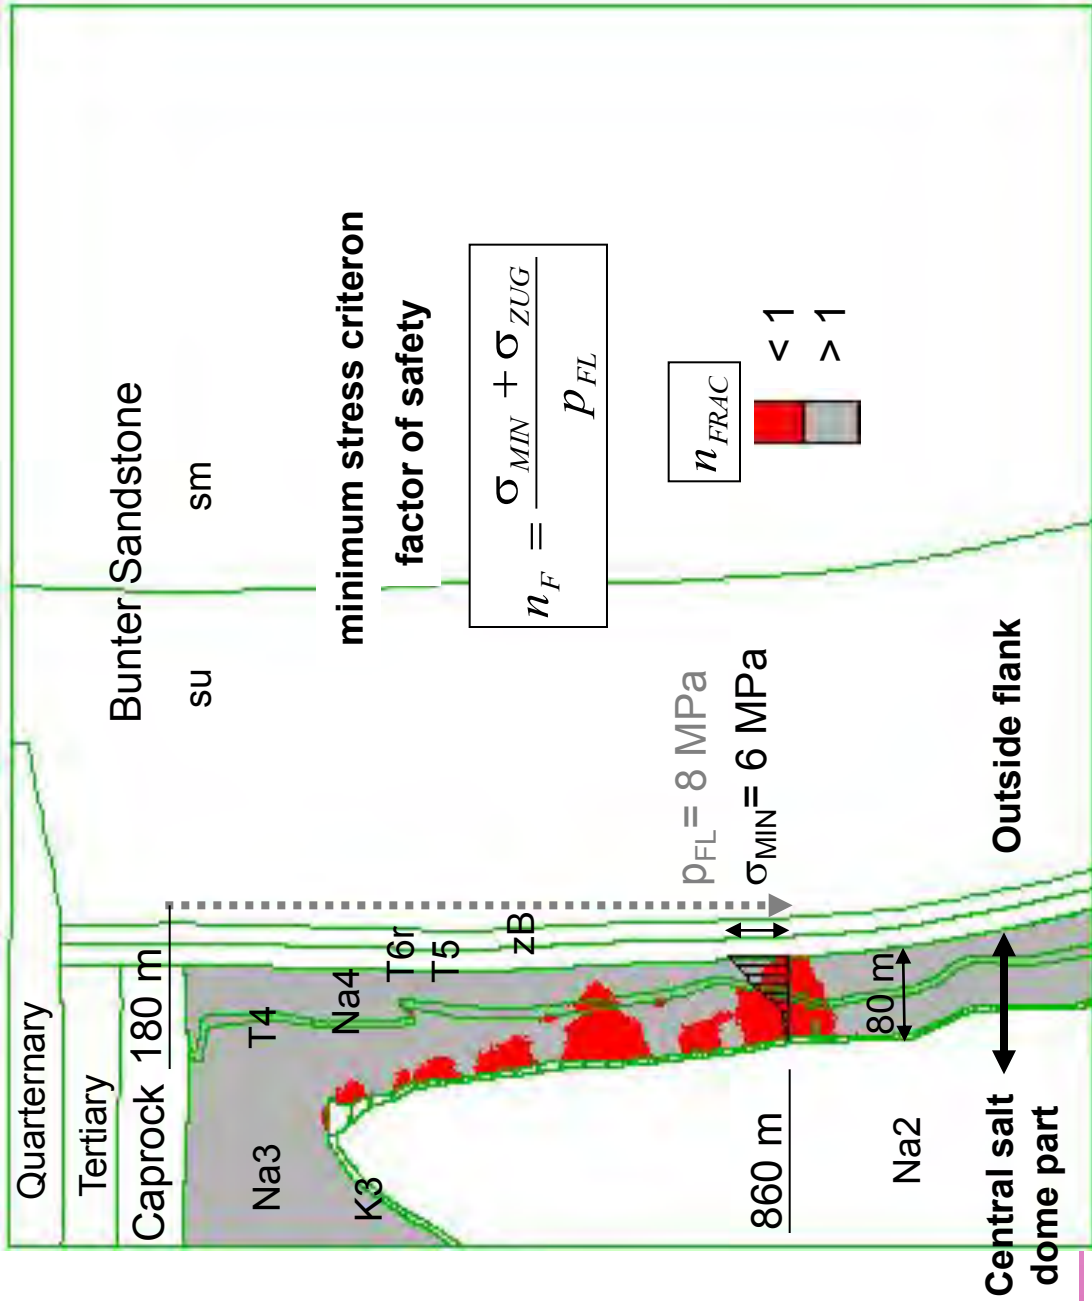 Quarternary
Tertiary
Caprock 180 m
Bunter Sandstone
su
sm
T4
Na4
T6r
T5
zB
Na3
K3
minimum stress criteron
factor of safety
n_F = (σ_MIN + σ_ZUG) / p_FL
n_FRAC
< 1
> 1
p_FL = 8 MPa
σ_MIN = 6 MPa
860 m
80 m
Na2
Central salt
dome part
Outside flank